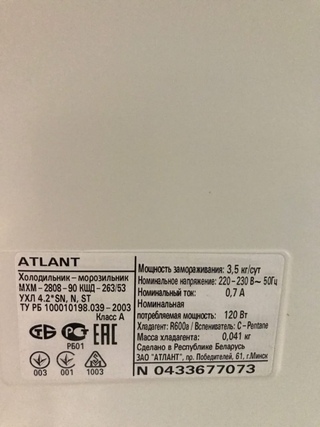 ATLANT
Холодильник - морозильник
МХМ - 2808 - 90 КШД - 263/53
УХЛ 4.2*SN, N, ST
ТУ РБ 100010198.039 - 2003
Класс А
РБ01
ЕАС
003 001 1003
Мощность замораживания: 3,5 кг/сут
Номинальное напряжение: 220 - 230 В~ 50Гц
Номинальный ток: 0,7 А
Номинальная
потребляемая мощность: 120 Вт
Хладагент: R600a / Вспениватель: C - Pentane
Масса хладагента: 0,041 кг
Сделано в Республике Беларусь
ЗАО "АТЛАНТ", пр. Победителей, 61, г.Минск
N 0433677073